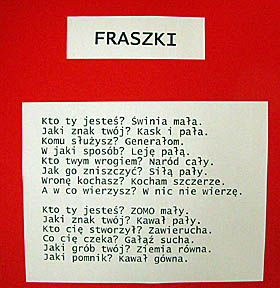 FRASZKI
Kto ty jesteś? Świnia mała.
Jaki znak twój? Kask i pała.
Komu służysz? Generałom.
W jaki sposób? Leję pałą.
Kto twym wrogiem? Naród cały.
Jak go zniszczyć? Siłą pały.
Wronę kochasz? Kocham szczerze.
A w co wierzysz? W nic nie wierzę.
Kto ty jesteś? ZOMO mały.
Jaki znak twój? Kawał pały.
Kto cię stworzył? Zawierucha.
Co cię czeka? Gałąź sucha.
Jaki grób twój? Ziemia równa.
Jaki pomnik? Kawał gówna.